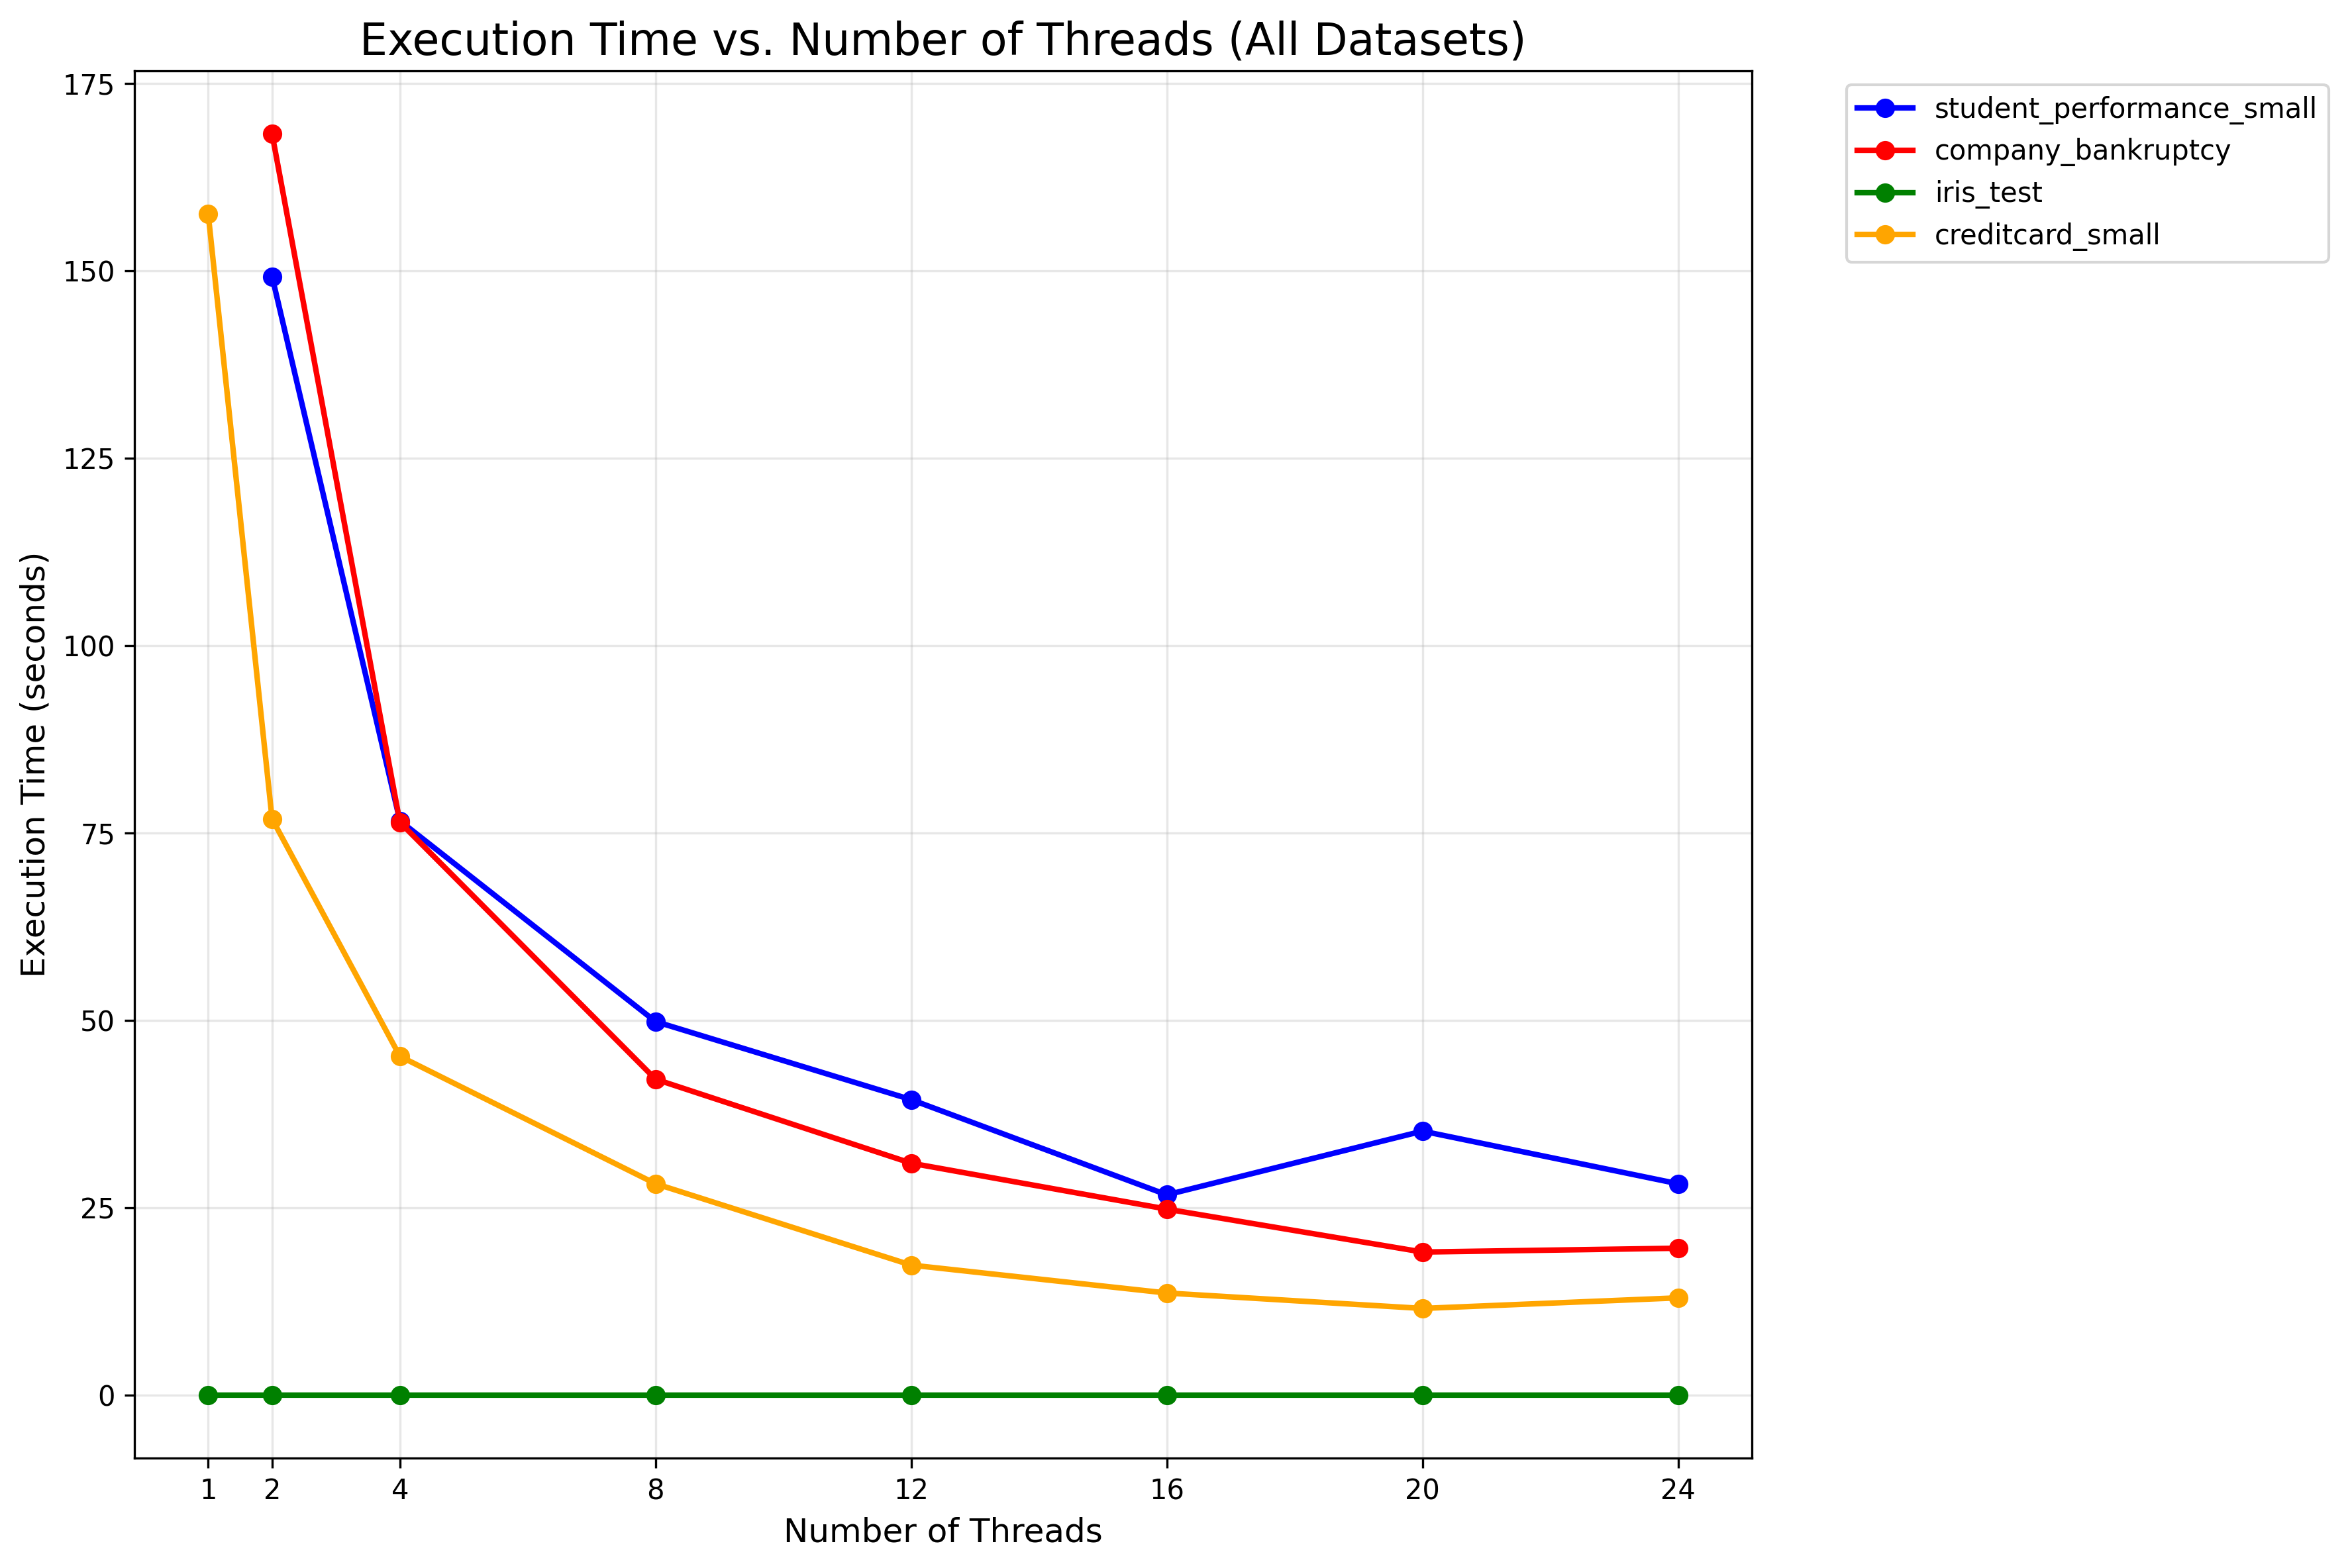 Execution Time vs. Number of Threads (All Datasets)
175
150
125
100
75
50
25
0
Execution Time (seconds)
1 2 4 8 12 16 20 24
Number of Threads
student_performance_small
company_bankruptcy
iris_test
creditcard_small